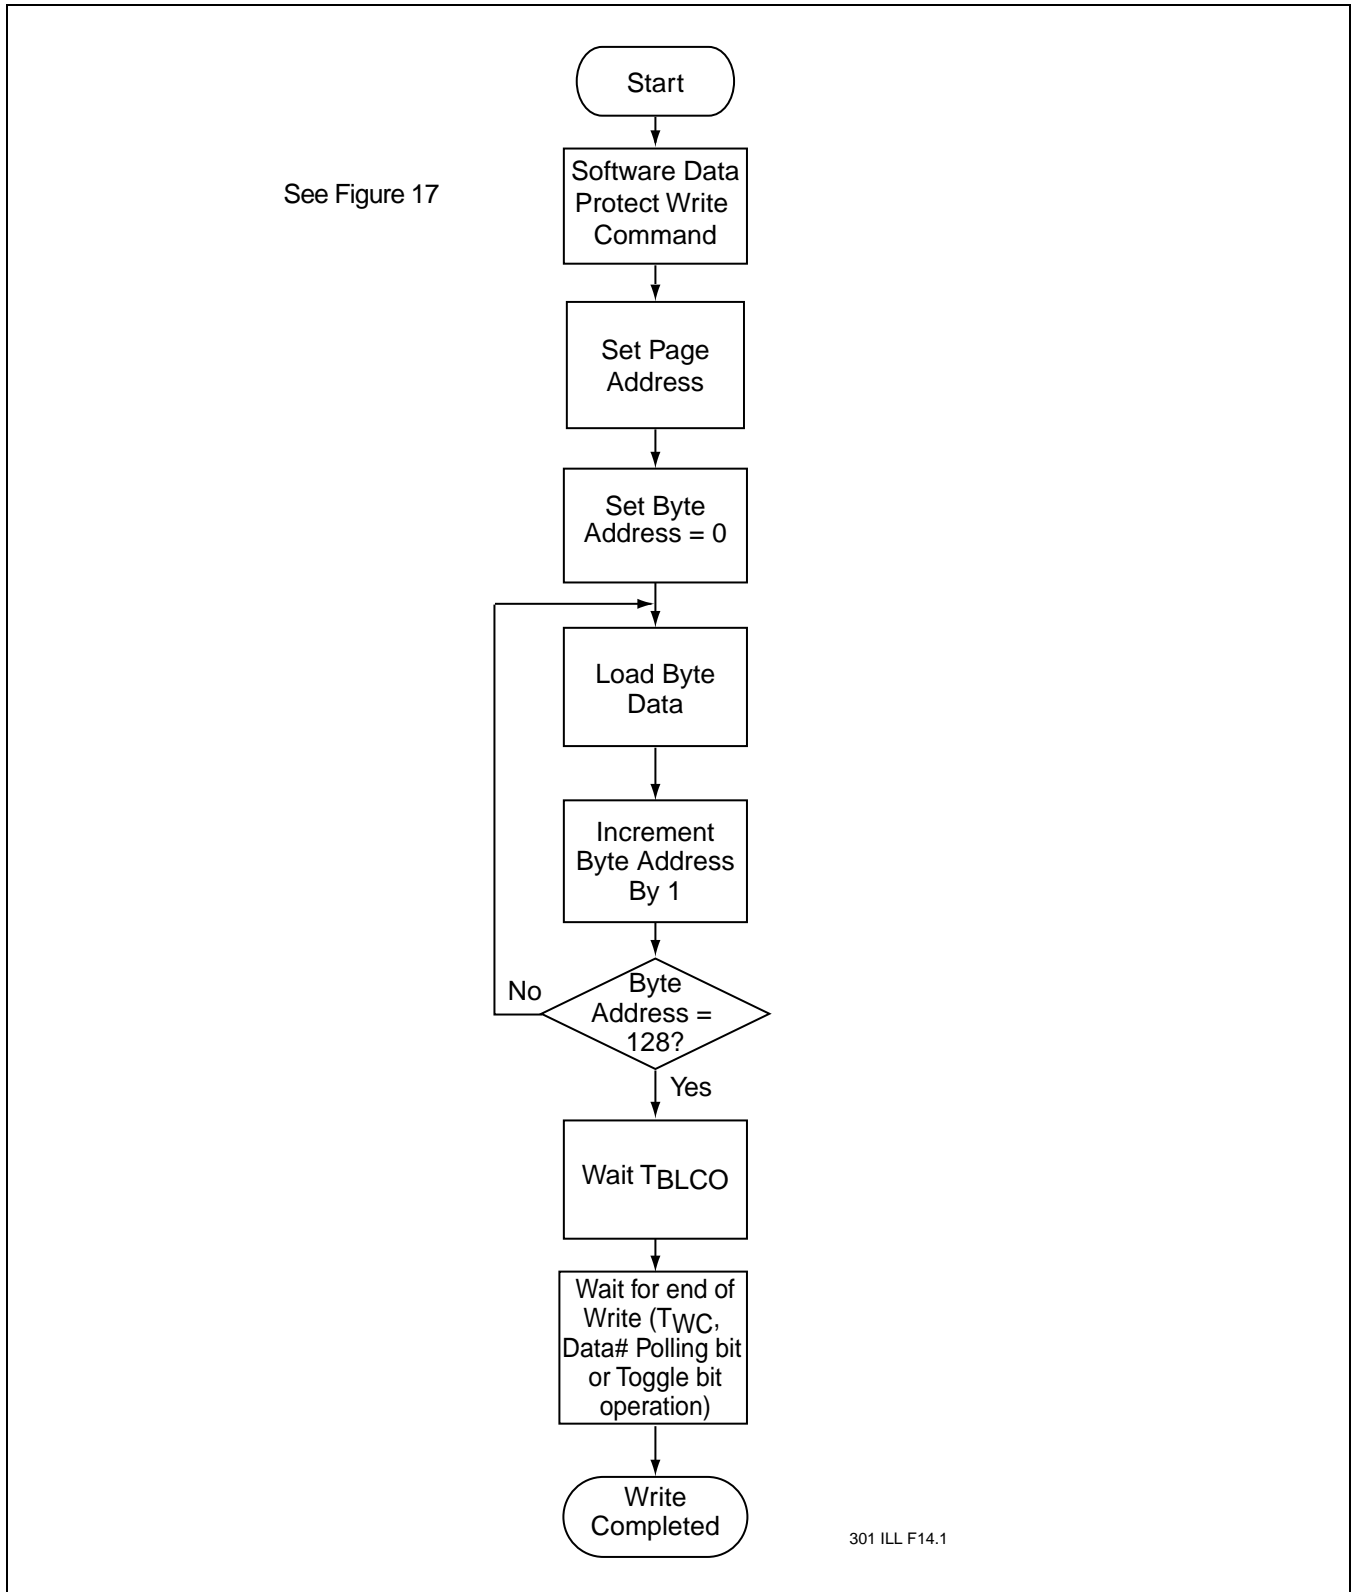 Start
See Figure 17
Software Data
Protect Write
Command
Set Page
Address
Set Byte
Address = 0
Load Byte
Data
Increment
Byte Address
By 1
Byte
Address =
128?
No
Yes
Wait TBLCO
Wait for end of
Write (TWC,
Data# Polling bit
or Toggle bit
operation)
Write
Completed
301 ILL F14.1